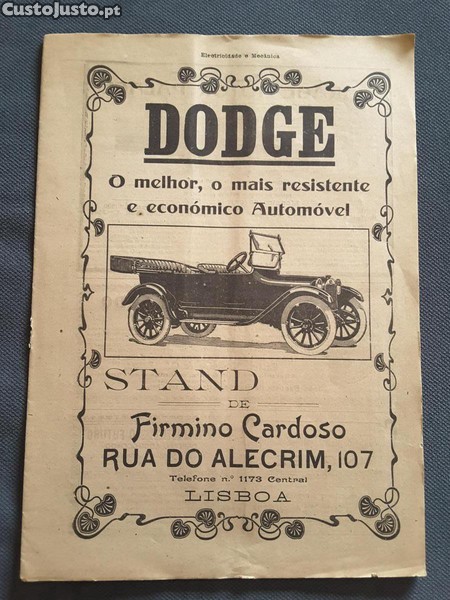 CustoJusto.pt
Electricidade e Mecânica
DODGE
O melhor, o mais resistente
e económico Automóvel
STAND
DE
Firmino Cardoso
RUA DO ALECRIM, 107
Telefone n.º 1173 Central
LISBOA